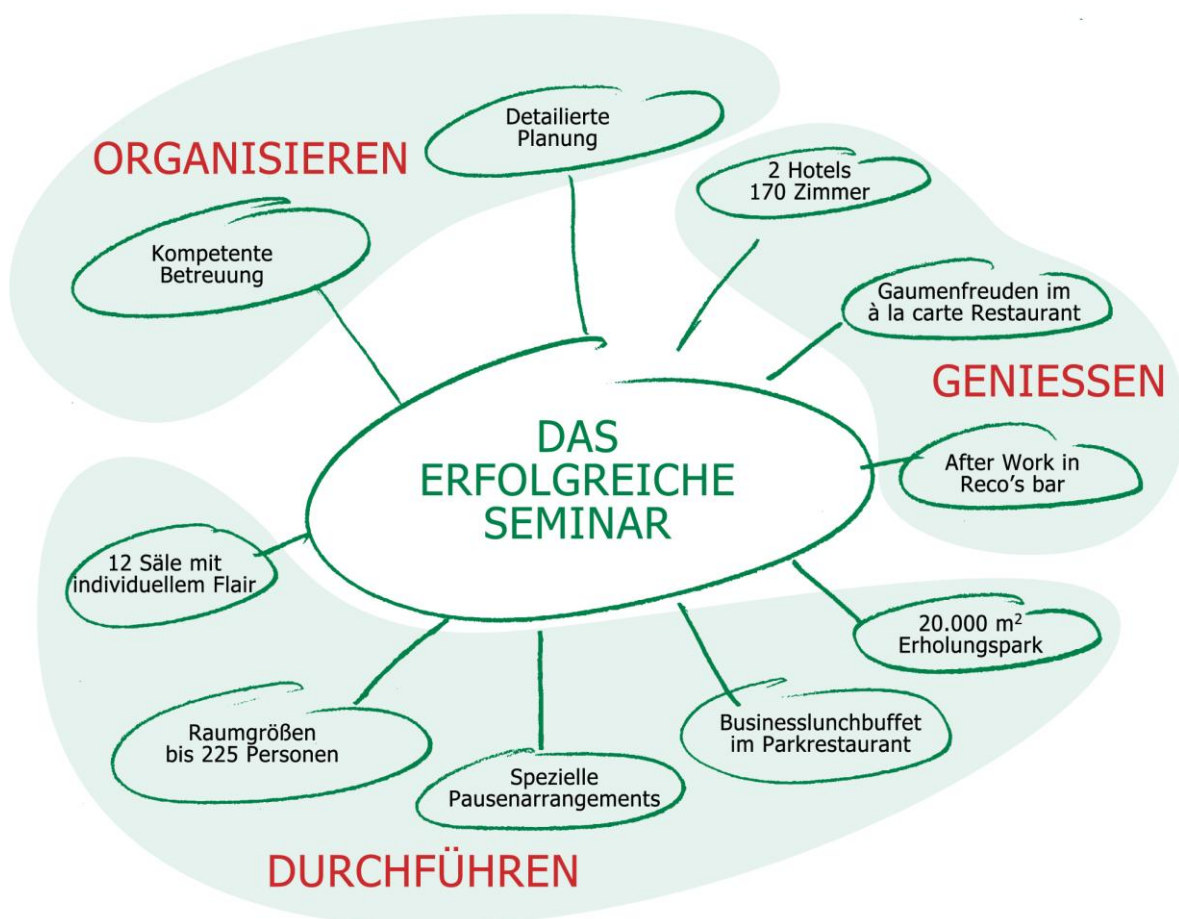 ORGANISIEREN
Detailierte
Planung
Kompetente
Betreuung
2 Hotels
170 Zimmer
Gaumenfreuden im
à la carte Restaurant
GENIESSEN
After Work in
Reco's bar
DAS
ERFOLGREICHE
SEMINAR
12 Säle mit
individuellem Flair
20.000 m²
Erholungspark
Raumgrößen
bis 225 Personen
Spezielle
Pausenarrangements
Businesslunchbuffet
im Parkrestaurant
DURCHFÜHREN